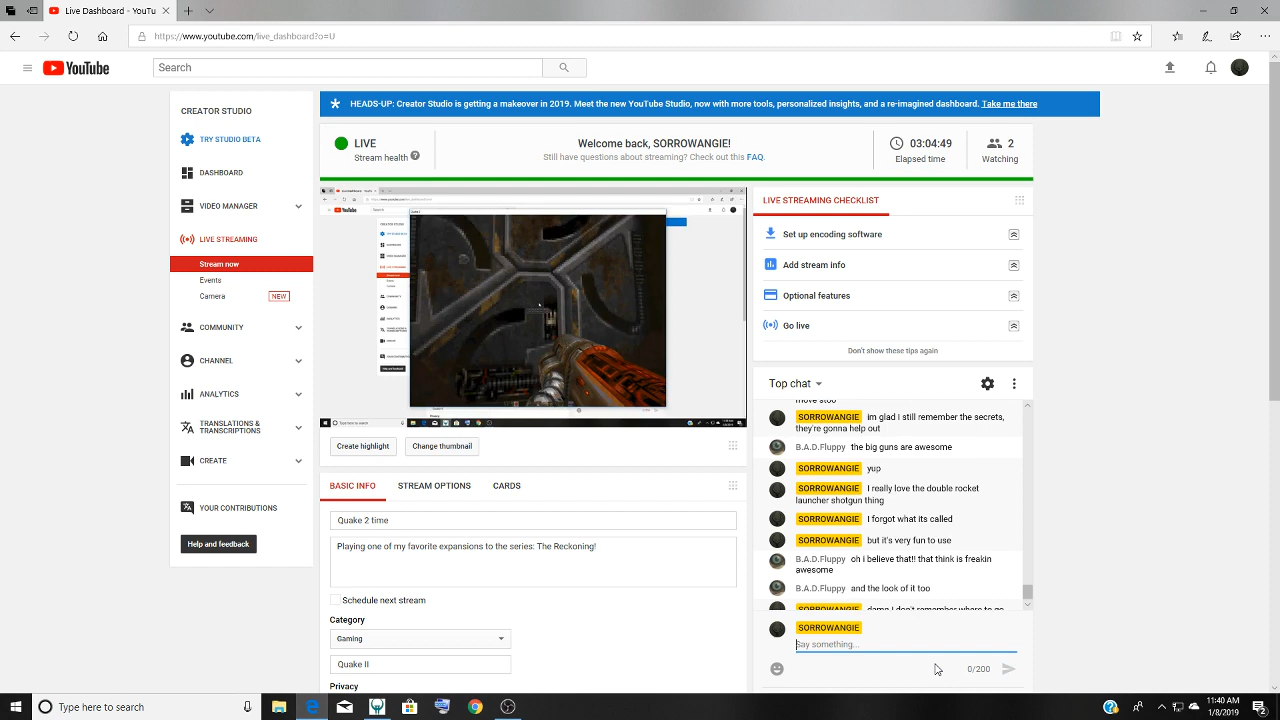 Live Dashboard - YouTu
https://www.youtube.com/live_dashboard?o=U
YouTube
Search
CREATOR STUDIO
TRY STUDIO BETA
DASHBOARD
VIDEO MANAGER
LIVE STREAMING
Stream now
Events
Camera NEW
COMMUNITY
CHANNEL
ANALYTICS
TRANSLATIONS &
TRANSCRIPTIONS
CREATE
YOUR CONTRIBUTIONS
Help and feedback
HEADS-UP: Creator Studio is getting a makeover in 2019. Meet the new YouTube Studio, now with more tools, personalized insights, and a re-imagined dashboard. Take me there
LIVE
Stream health
Welcome back, SORROWANGIE!
Still have questions about streaming? Check out this FAQ.
03:04:49
Elapsed time
2
Watching
Create highlight
Change thumbnail
BASIC INFO STREAM OPTIONS CARDS
Quake 2 time
Playing one of my favorite expansions to the series: The Reckoning!
Schedule next stream
Category
Gaming
Quake II
Privacy
LIVE STREAMING CHECKLIST
Set up encoding software
Add stream info
Optional features
Go live
Don't show these tips again
Top chat
SORROWANGIE im glad I still remember the secrets,
they're gonna help out
B.A.D.Fluppy the big guns are awesome
SORROWANGIE yup
SORROWANGIE I really love the double rocket
launcher shotgun thing
SORROWANGIE I forgot what its called
SORROWANGIE but it's very fun to use
B.A.D.Fluppy oh i believe that!! that think is freakin
awesome
B.A.D.Fluppy and the look of it too
SORROWANGIE damn I don't remember where to go
SORROWANGIE
Say something...
0/200
Type here to search
11:40 AM
1/8/2019